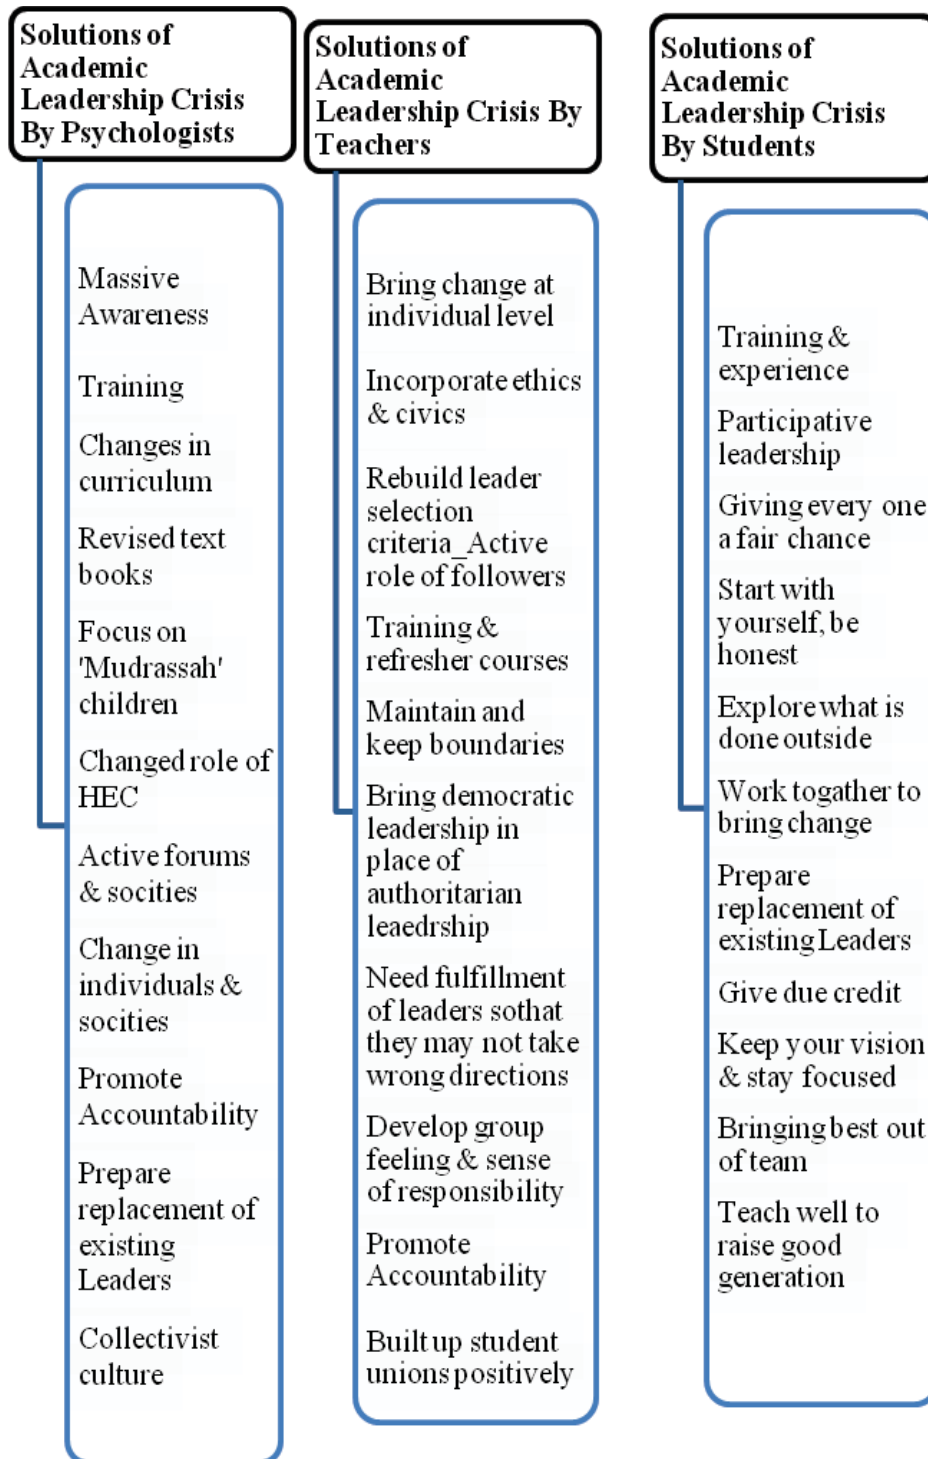 Solutions of
Academic
Leadership Crisis
By Psychologists
Massive
Awareness
Training
Changes in
curriculum
Revised text
books
Focus on
'Mudrassah'
children
Changed role of
HEC
Active forums
& socities
Change in
individuals &
socities
Promote
Accountability
Prepare
replacement of
existing
Leaders
Collectivist
culture
Solutions of
Academic
Leadership Crisis By
Teachers
Bring change at
individual level
Incorporate ethics
& civics
Rebuild leader
selection
criteria_Active
role of followers
Training &
refresher courses
Maintain and
keep boundaries
Bring democratic
leadership in
place of
authoritarian
leaedrship
Need fulfillment
of leaders sothat
they may not take
wrong directions
Develop group
feeling & sense
of responsibility
Promote
Accountability
Built up student
unions positively
Solutions of
Academic
Leadership Crisis
By Students
Training &
experience
Participative
leadership
Giving every one
a fair chance
Start with
yourself, be
honest
Explore what is
done outside
Work togather to
bring change
Prepare
replacement of
existing Leaders
Give due credit
Keep your vision
& stay focused
Bringing best out
of team
Teach well to
raise good
generation